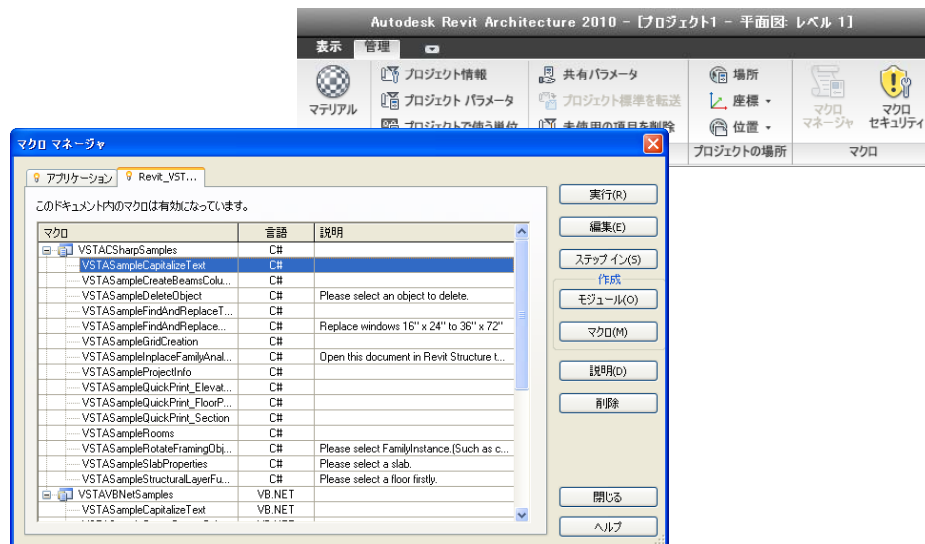 Autodesk Revit Architecture 2010 - [プロジェクト1 - 平面図: レベル 1]
表示 管理
マテリアル
プロジェクト情報
プロジェクト パラメータ
プロジェクトで使う単位
共有パラメータ
プロジェクト標準を転送
未使用の項目を削除
場所
座標
位置
プロジェクトの場所
マクロ
マネージャ
マクロ
セキュリティ
マクロ
マクロ マネージャ
アプリケーション Revit_VST...
このドキュメント内のマクロは有効になっています。
マクロ 言語 説明
VSTACSharpSamples C#
VSTASampleCapitalizeText C#
VSTASampleCreateBeamsColu... C#
VSTASampleDeleteObject C# Please select an object to delete.
VSTASampleFindAndReplaceT... C#
VSTASampleFindAndReplace... C# Replace windows 16'' x 24'' to 36'' x 72''
VSTASampleGridCreation C#
VSTASampleInplaceFamilyAnal... C# Open this document in Revit Structure t...
VSTASampleProjectInfo C#
VSTASampleQuickPrint_Elevat... C#
VSTASampleQuickPrint_FloorP... C#
VSTASampleQuickPrint_Section C#
VSTASampleRooms C#
VSTASampleRotateFramingObj... C# Please select FamilyInstance.(Such as c...
VSTASampleSlabProperties C# Please select a slab.
VSTASampleStructuralLayerFu... C# Please select a floor firstly.
VSTAVBNetSamples VB.NET
VSTASampleCapitalizeText VB.NET
実行(R)
編集(E)
ステップ イン(S)
作成
モジュール(O)
マクロ(M)
説明(D)
削除
閉じる
ヘルプ